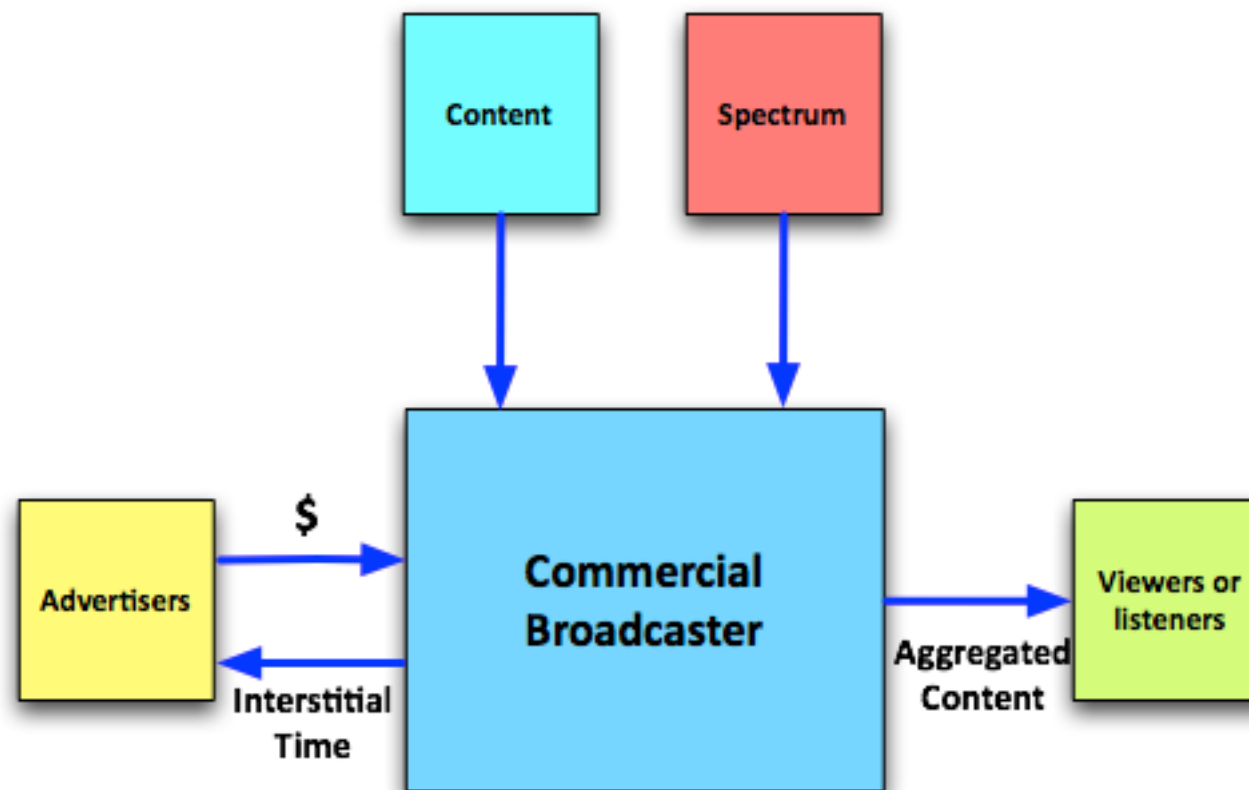 Content
Spectrum
$
Advertisers
Interstitial
Time
Commercial
Broadcaster
Aggregated
Content
Viewers or
listeners